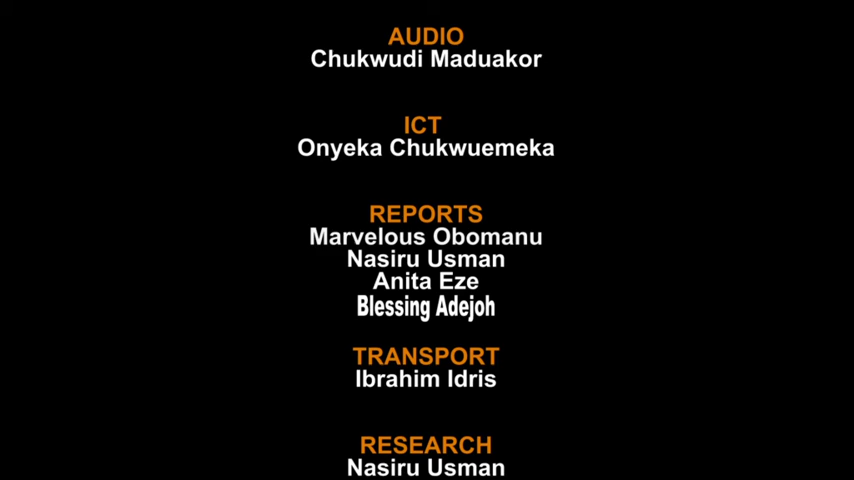 AUDIO
Chukwudi Maduakor
ICT
Onyeka Chukwuemeka
REPORTS
Marvelous Obomanu
Nasiru Usman
Anita Eze
Blessing Adejoh
TRANSPORT
Ibrahim Idris
RESEARCH
Nasiru Usman